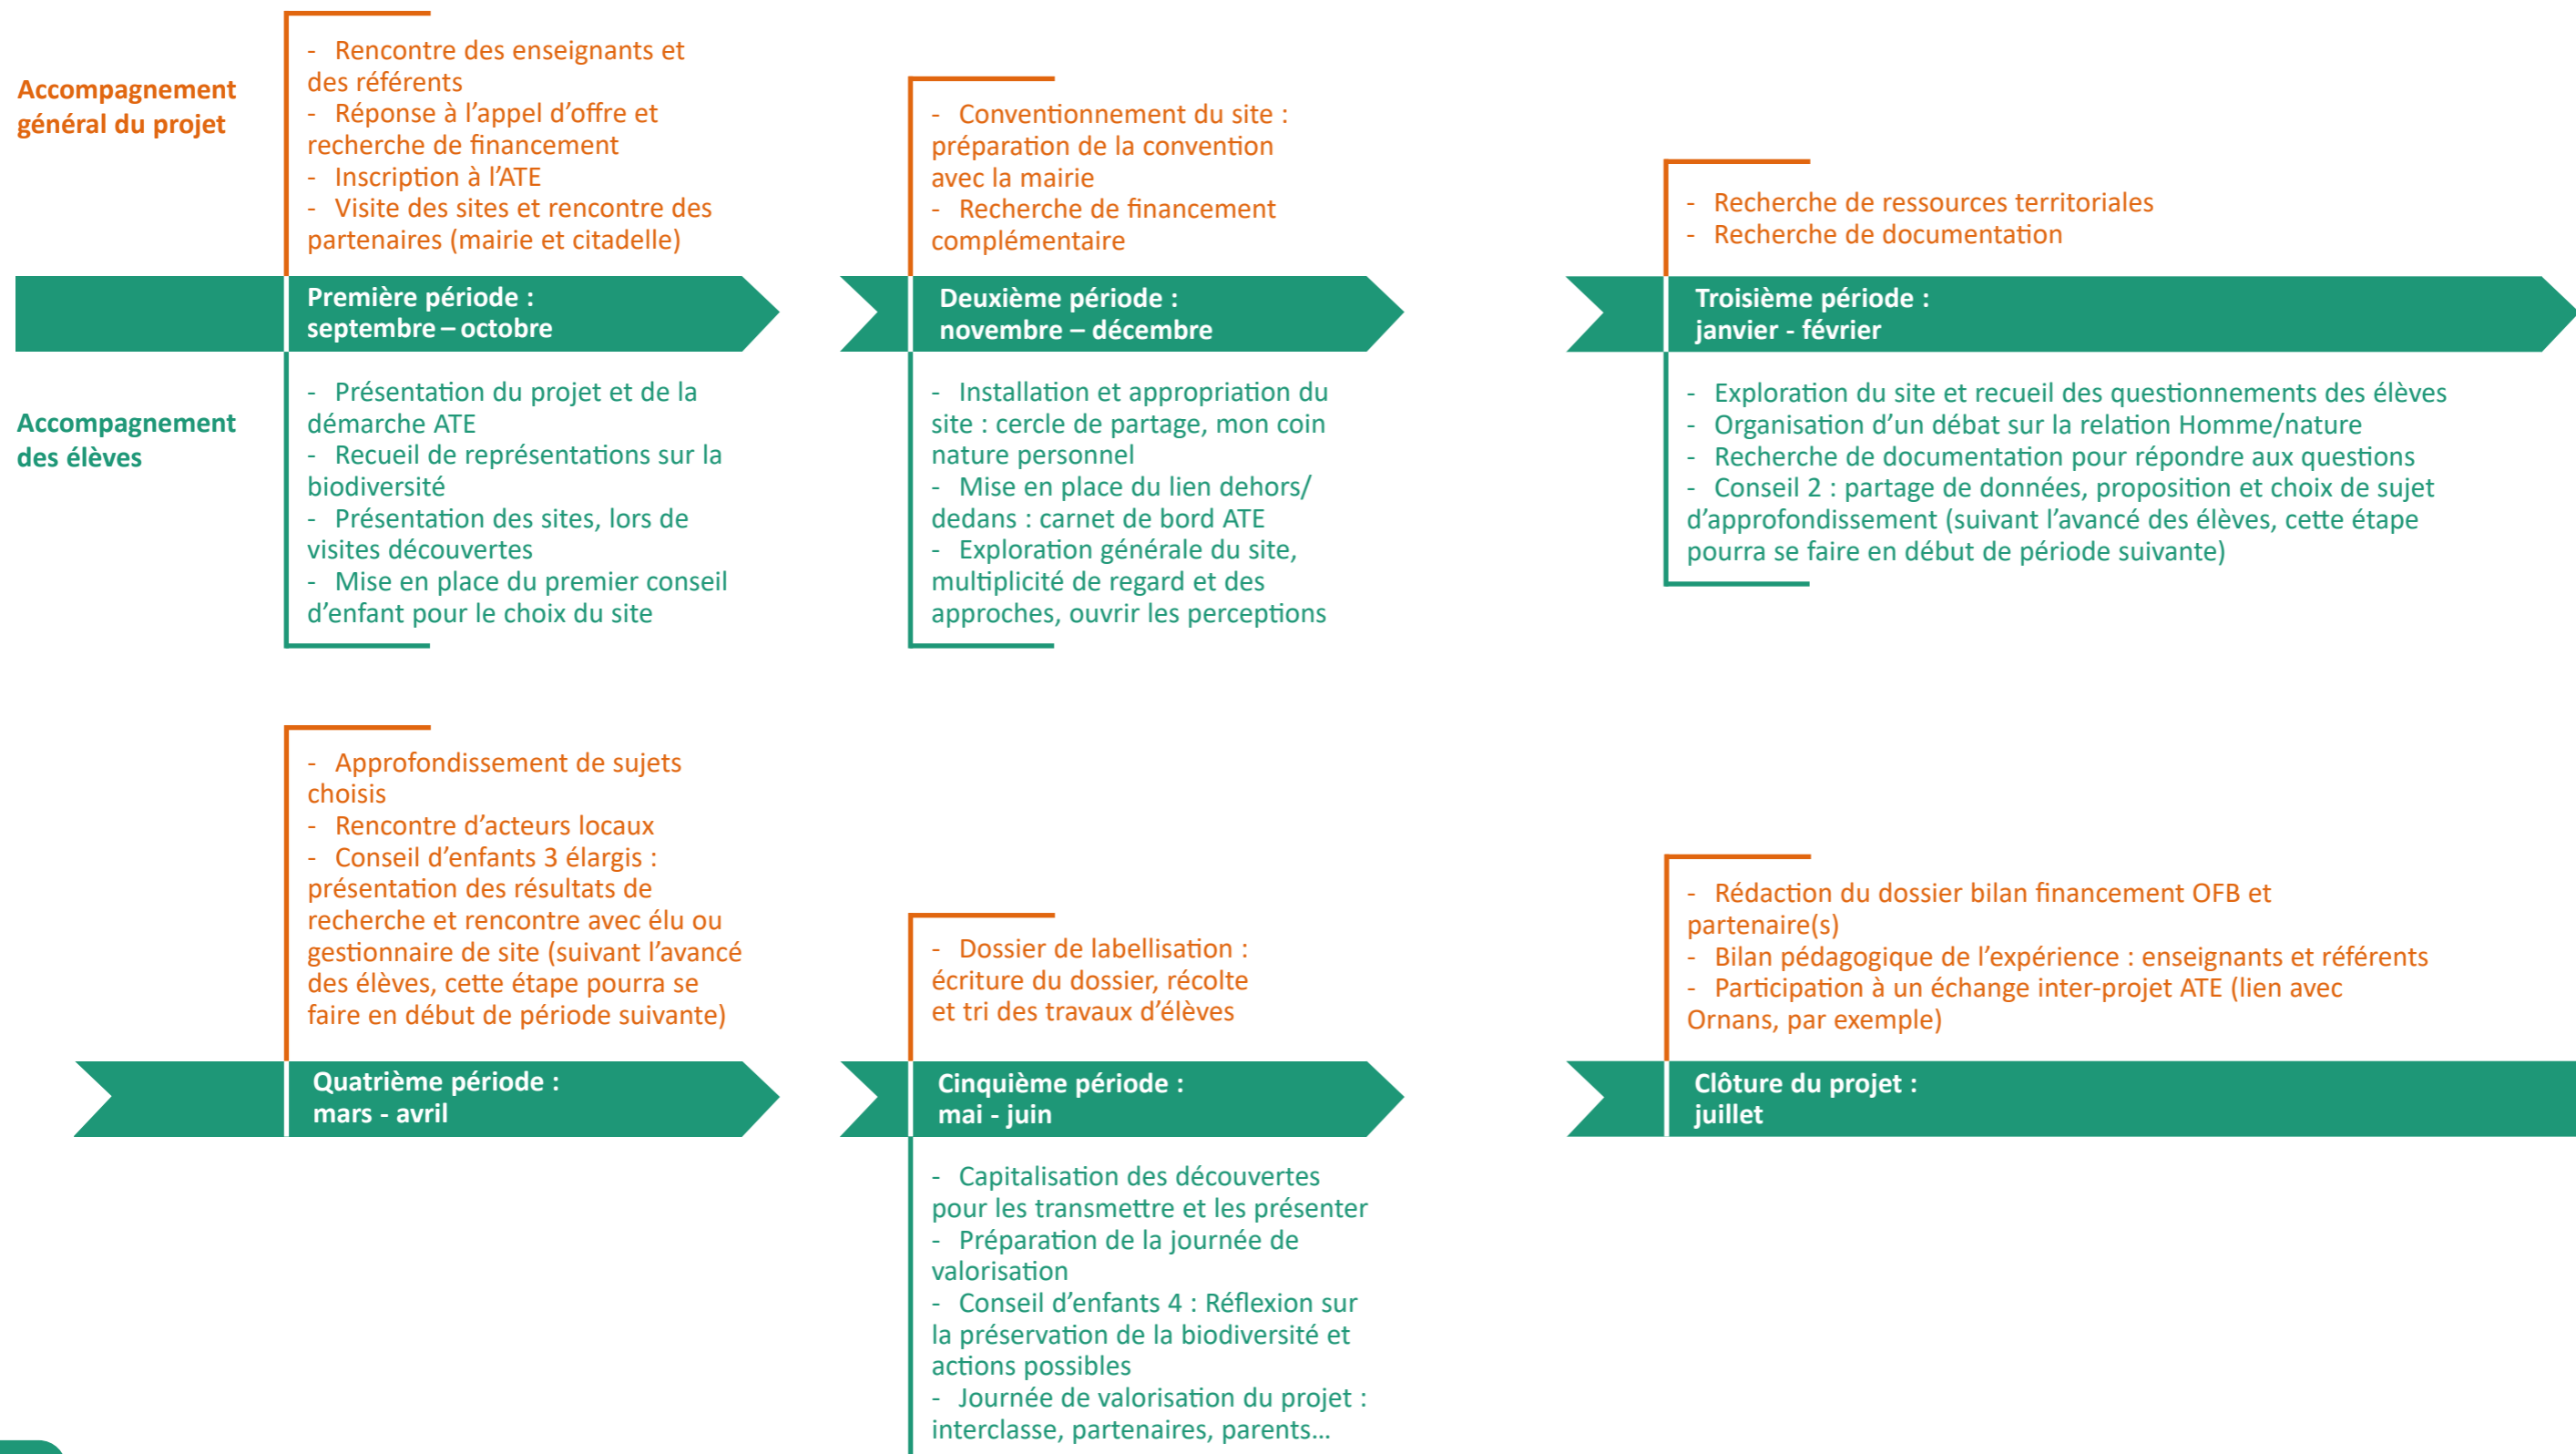 Accompagnement
général du projet
- Rencontre des enseignants et
des référents
- Réponse à l’appel d’offre et
recherche de financement
- Inscription à l’ATE
- Visite des sites et rencontre des
partenaires (mairie et citadelle)
- Conventionnement du site :
préparation de la convention
avec la mairie
- Recherche de financement
complémentaire
- Recherche de ressources territoriales
- Recherche de documentation
Première période :
septembre – octobre
Deuxième période :
novembre – décembre
Troisième période :
janvier - février
Accompagnement
des élèves
- Présentation du projet et de la
démarche ATE
- Recueil de représentations sur la
biodiversité
- Présentation des sites, lors de
visites découvertes
- Mise en place du premier conseil
d’enfant pour le choix du site
- Installation et appropriation du
site : cercle de partage, mon coin
nature personnel
- Mise en place du lien dehors/
dedans : carnet de bord ATE
- Exploration générale du site,
multiplicité de regard et des
approches, ouvrir les perceptions
- Exploration du site et recueil des questionnements des élèves
- Organisation d’un débat sur la relation Homme/nature
- Recherche de documentation pour répondre aux questions
- Conseil 2 : partage de données, proposition et choix de sujet
d’approfondissement (suivant l’avancé des élèves, cette étape
pourra se faire en début de période suivante)
- Approfondissement de sujets
choisis
- Rencontre d’acteurs locaux
- Conseil d’enfants 3 élargis :
présentation des résultats de
recherche et rencontre avec élu ou
gestionnaire de site (suivant l’avancé
des élèves, cette étape pourra se
faire en début de période suivante)
- Dossier de labellisation :
écriture du dossier, récolte
et tri des travaux d’élèves
- Rédaction du dossier bilan financement OFB et
partenaire(s)
- Bilan pédagogique de l’expérience : enseignants et référents
- Participation à un échange inter-projet ATE (lien avec
Ornans, par exemple)
Quatrième période :
mars - avril
Cinquième période :
mai - juin
Clôture du projet :
juillet
- Capitalisation des découvertes
pour les transmettre et les présenter
- Préparation de la journée de
valorisation
- Conseil d’enfants 4 : Réflexion sur
la préservation de la biodiversité et
actions possibles
- Journée de valorisation du projet :
interclasse, partenaires, parents…